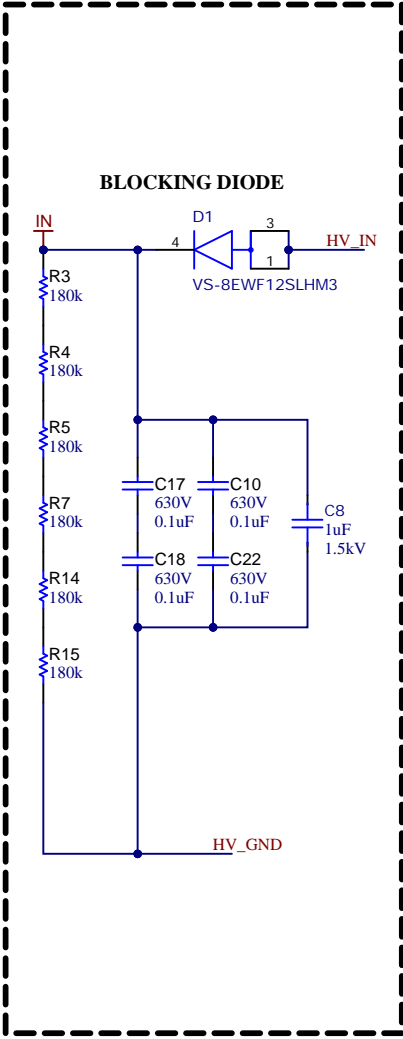 BLOCKING DIODE
IN
D1
4
3
1
HV_IN
VS-8EWF12SLHM3
R3
180k
R4
180k
R5
180k
R7
180k
R14
180k
R15
180k
C17
630V
0.1uF
C10
630V
0.1uF
C18
630V
0.1uF
C22
630V
0.1uF
C8
1uF
1.5kV
HV_GND